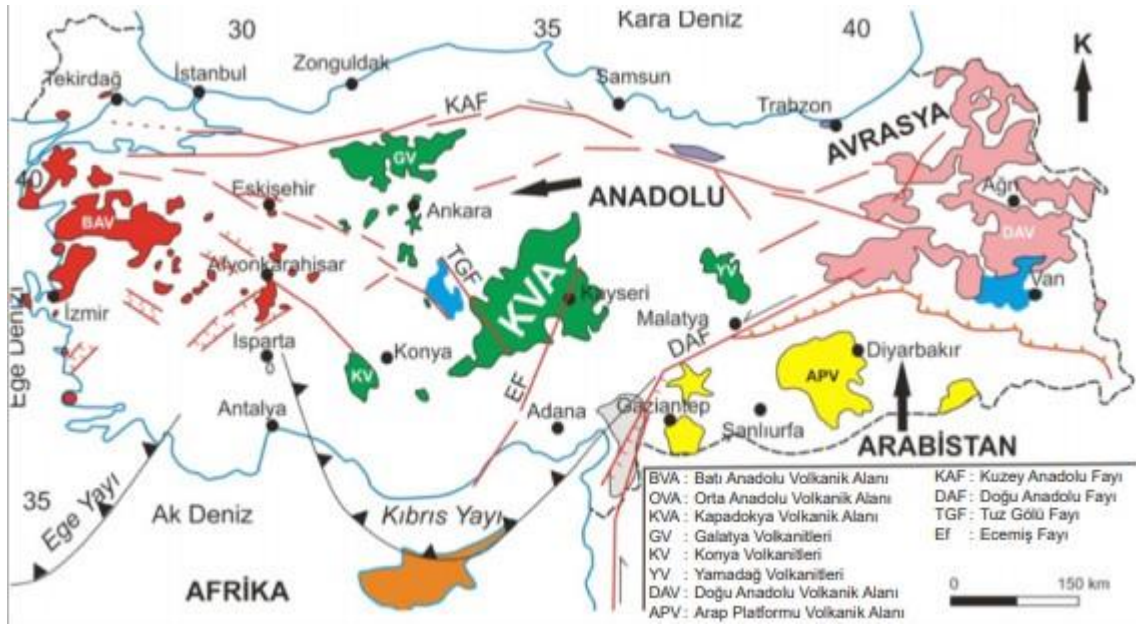 Kara Deniz
30
35
40
K
Zonguldak
İstanbul
Tekirdağ
Samsun
KAF
Trabzon
AVRASYA
GV
40
Eskişehir
ANADOLU
Ağrı
Ankara
BAV
DAV
Afyonkarahisar
TGF
KVA
YV
Van
Kayseri
İzmir
Ege Denizi
Malatya
DAF
Isparta
Konya
Diyarbakır
KV
EF
APV
Antalya
Adana
Gaziantep
Şanlıurfa
ARABİSTAN
35
Ege Yayı
Ak Deniz
Kıbrıs Yayı
AFRİKA
BVA : Batı Anadolu Volkanik Alanı
OVA : Orta Anadolu Volkanik Alanı
KVA : Kapadokya Volkanik Alanı
GV : Galatya Volkanitleri
KV : Konya Volkanitleri
YV : Yamadağ Volkanitleri
DAV : Doğu Anadolu Volkanik Alanı
APV : Arap Platformu Volkanik Alanı
KAF : Kuzey Anadolu Fayı
DAF : Doğu Anadolu Fayı
TGF : Tuz Gölü Fayı
Ef : Ecemiş Fayı
0 150 km